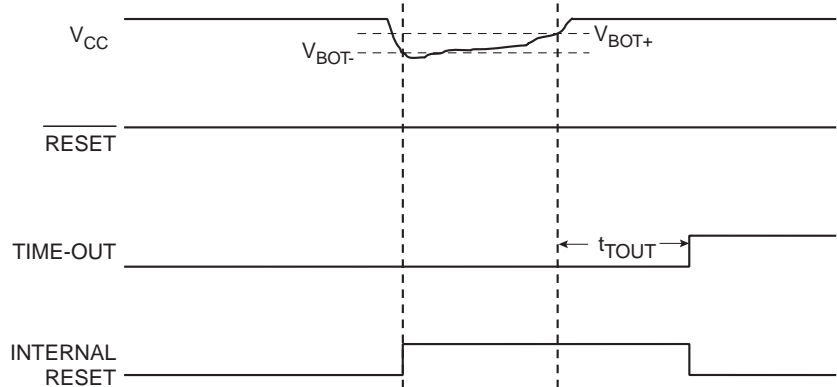 VCC
VBOT-
VBOT+
RESET
TIME-OUT
tTOUT
INTERNAL
RESET